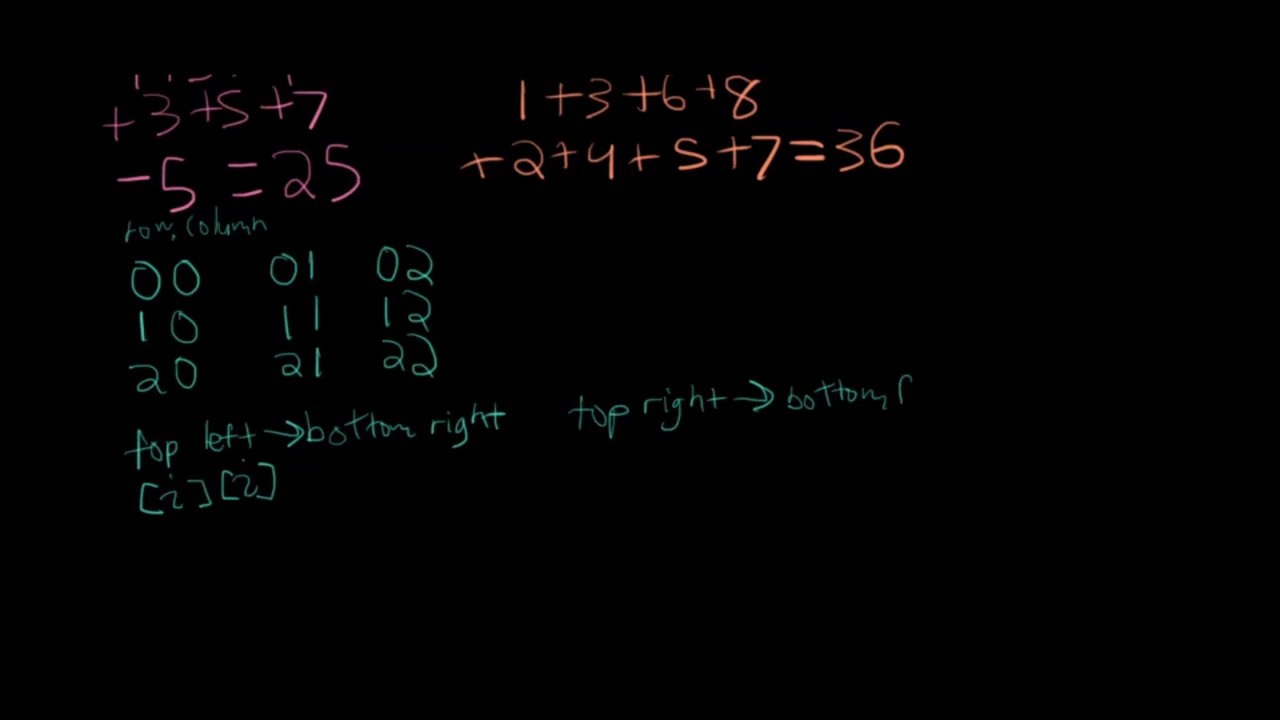 +3+5+7
-5=25
1+3+6+8
+2+4+5+7=36
row, column
00 01 02
10 11 12
20 21 22
top left→bottom right top right→bottom
[i][i]